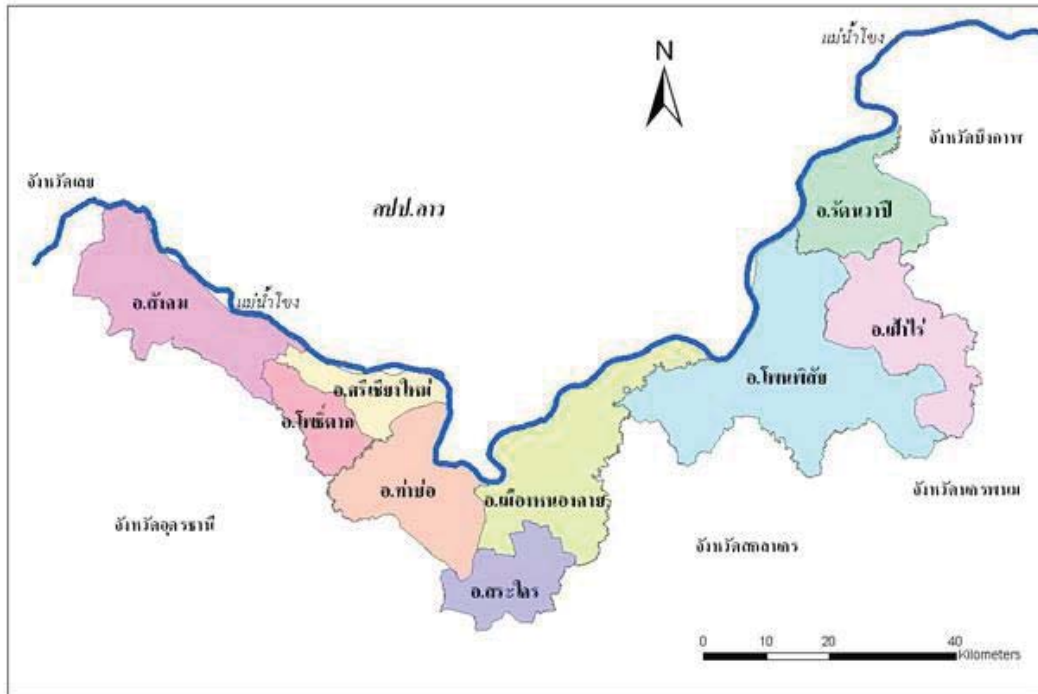 แม่น้ำโขง
N
จังหวัดบึงกาฬ
จังหวัดเลย
สปป.ลาว
อ.รัตนวาปี
อ.สังคม
แม่น้ำโขง
อ.เฝ้าไร่
อ.ศรีเชียงใหม่
อ.โพนพิสัย
อ.โพธิ์ตาก
อ.ท่าบ่อ
อ.เมืองหนองคาย
จังหวัดนครพนม
จังหวัดอุดรธานี
จังหวัดสกลนคร
อ.สระใคร
0 10 20 40
Kilometers